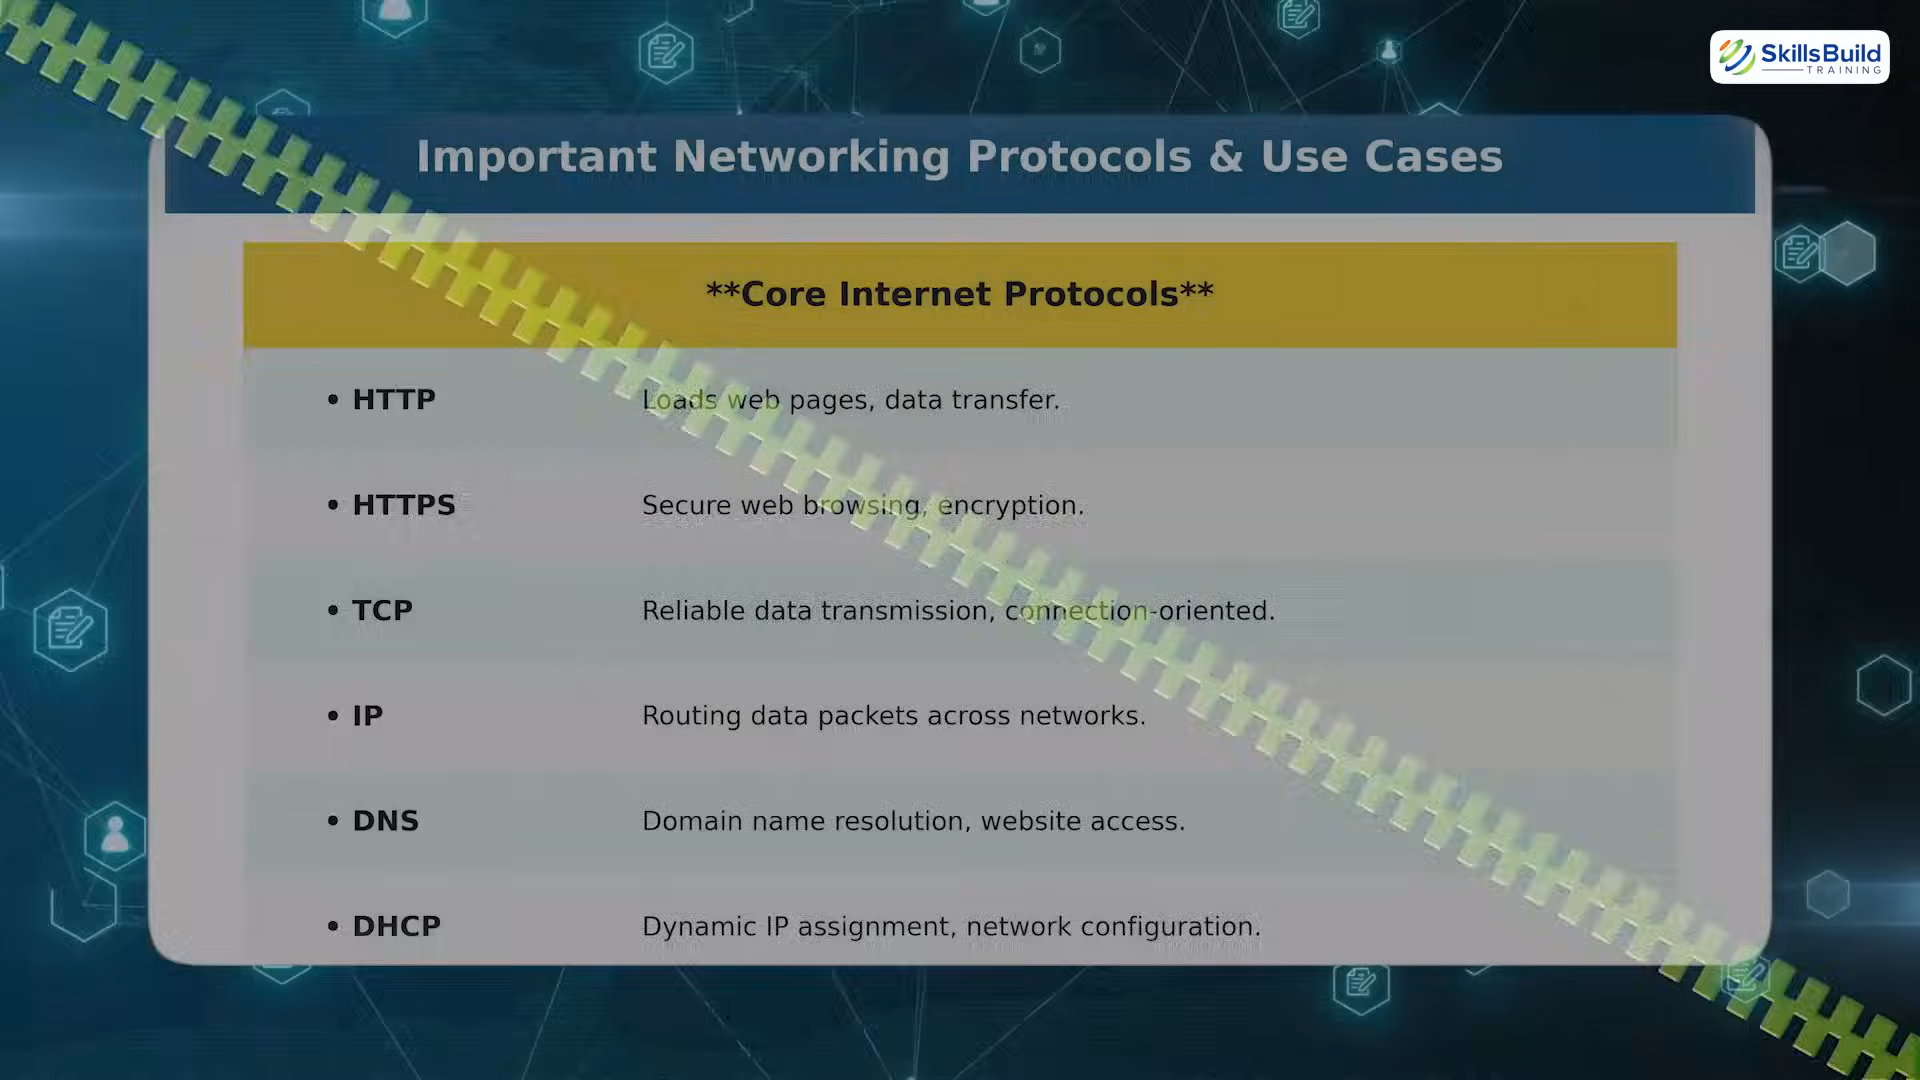 SkillsBuild
TRAINING
Important Networking Protocols & Use Cases
**Core Internet Protocols**
• HTTP Loads web pages, data transfer.
• HTTPS Secure web browsing, encryption.
• TCP Reliable data transmission, connection-oriented.
• IP Routing data packets across networks.
• DNS Domain name resolution, website access.
• DHCP Dynamic IP assignment, network configuration.